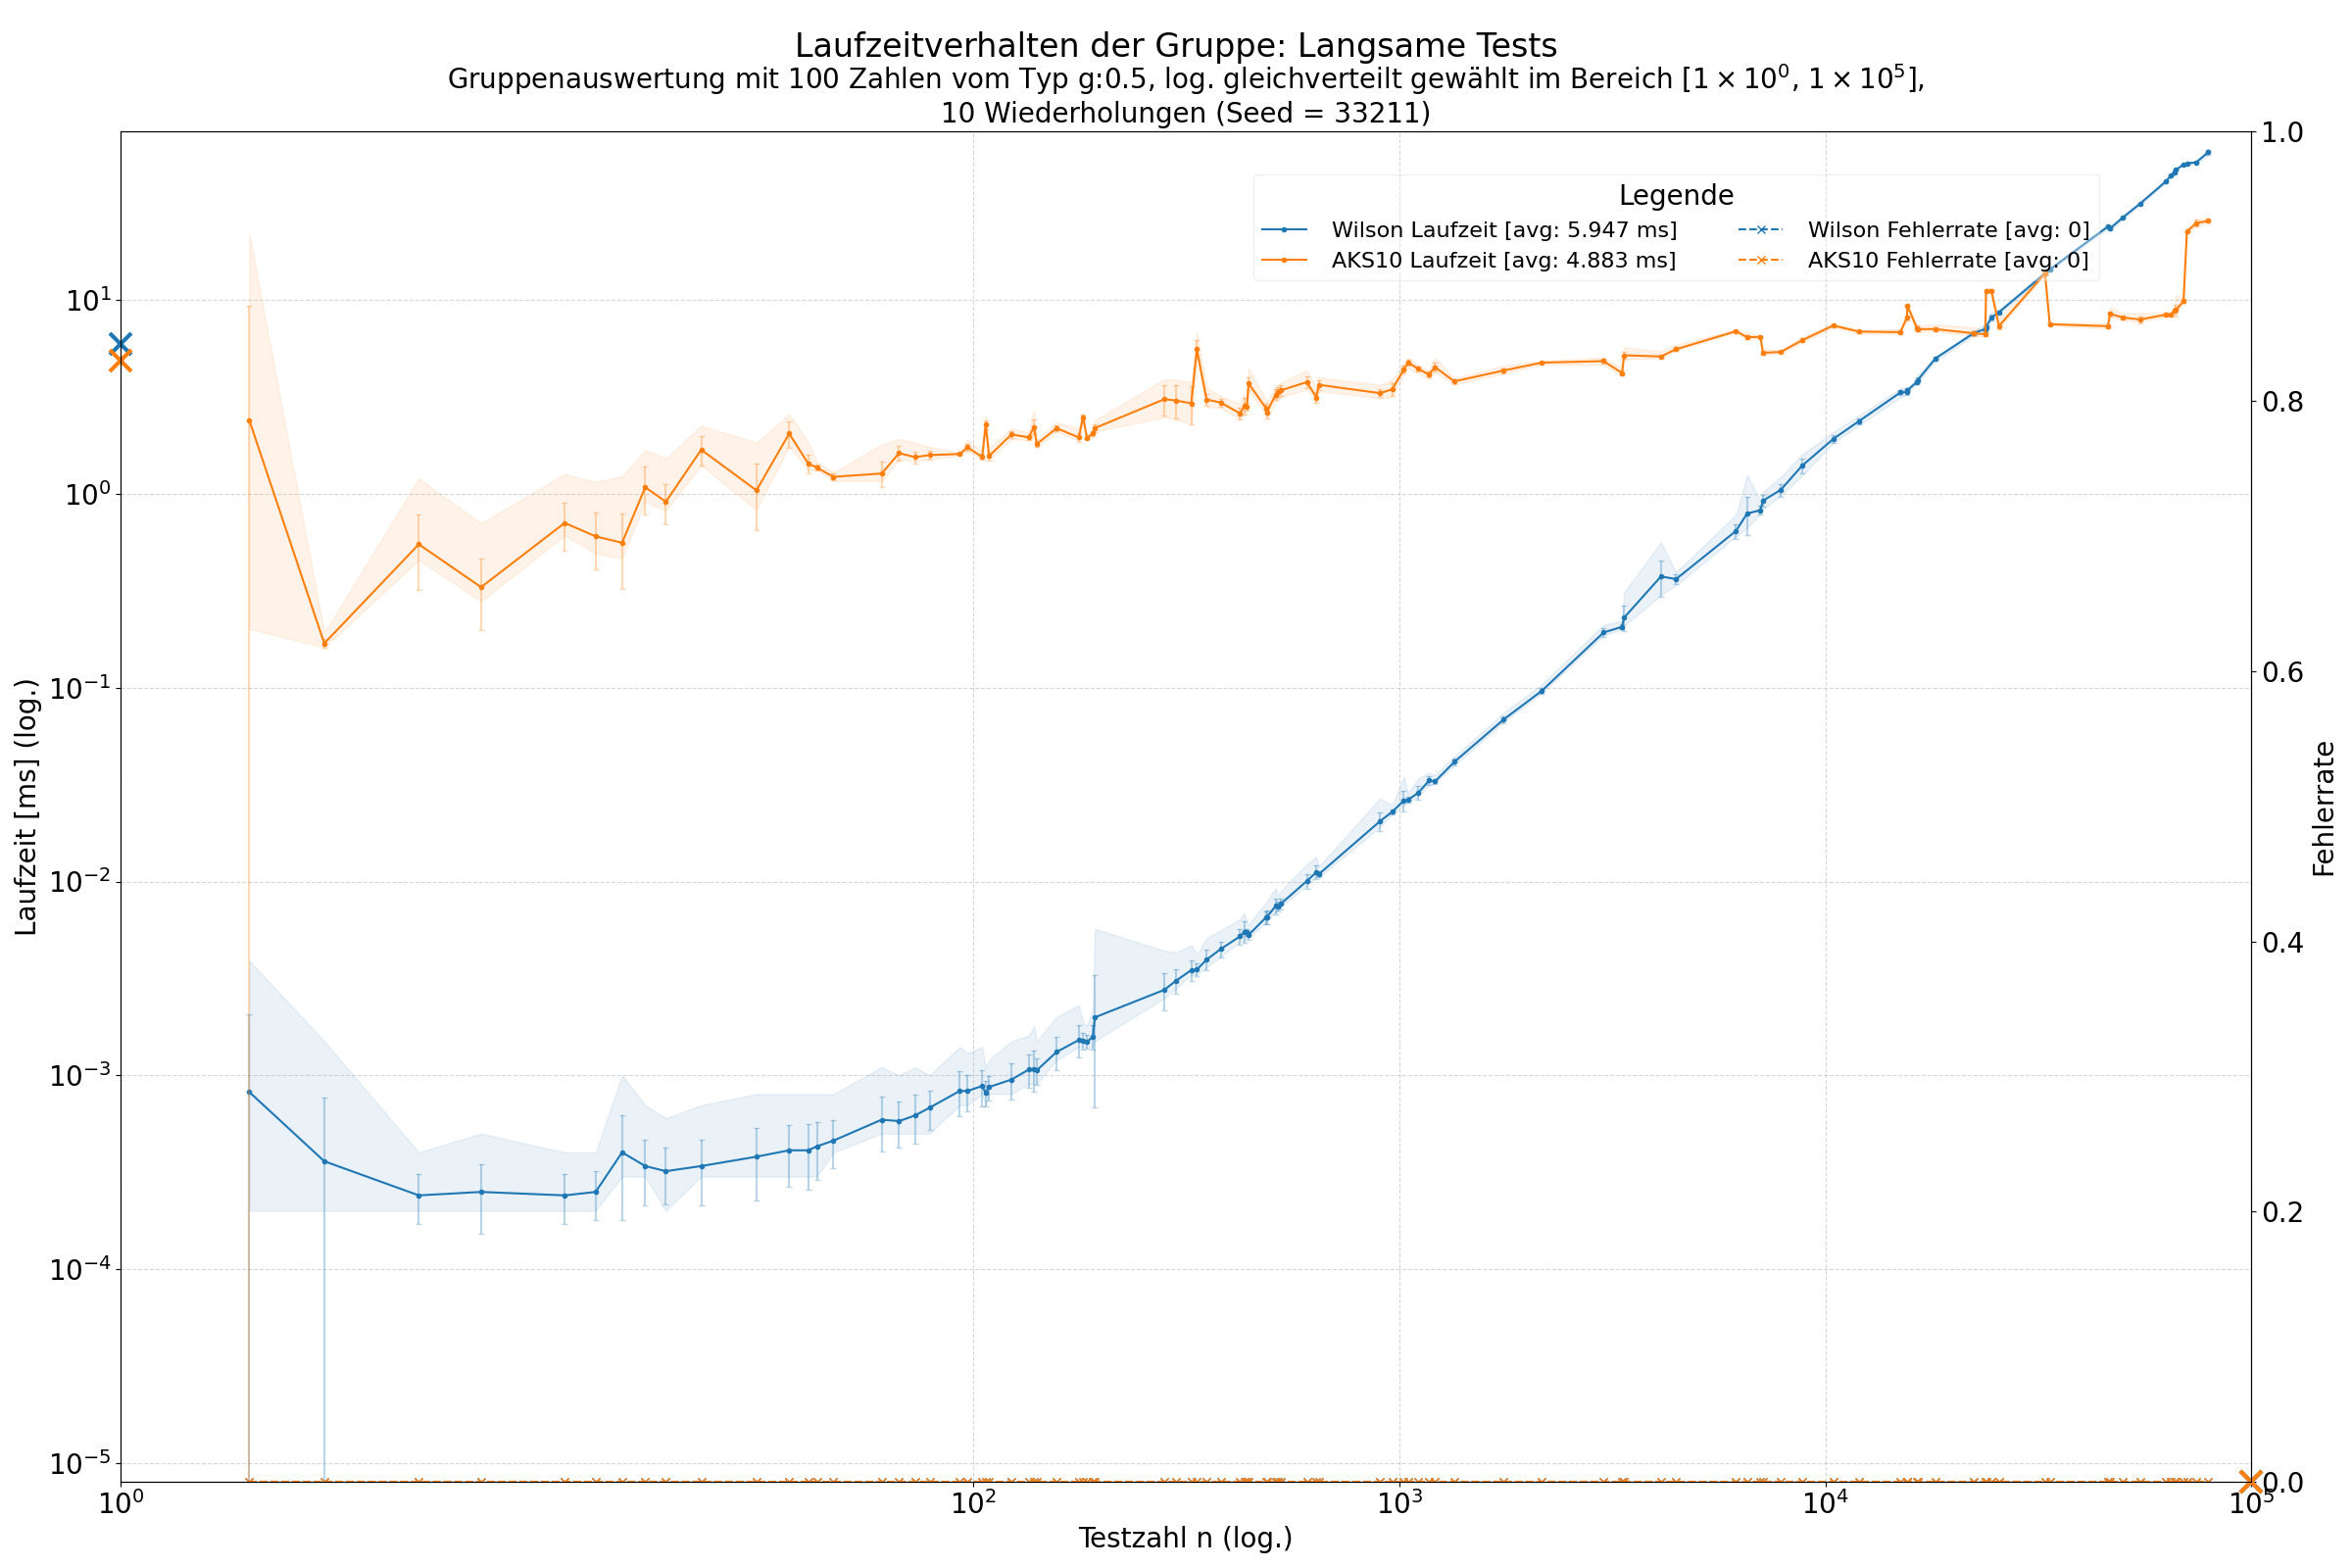 Laufzeitverhalten der Gruppe: Langsame Tests
Gruppenauswertung mit 100 Zahlen vom Typ g:0.5, log. gleichverteilt gewählt im Bereich [1 × 10⁰, 1 × 10⁵],
10 Wiederholungen (Seed = 33211)
Legende
Wilson Laufzeit [avg: 5.947 ms]
AKS10 Laufzeit [avg: 4.883 ms]
Wilson Fehlerrate [avg: 0]
AKS10 Fehlerrate [avg: 0]
Laufzeit [ms] (log.)
10¹
10⁰
10⁻¹
10⁻²
10⁻³
10⁻⁴
10⁻⁵
10⁰
10²
10³
10⁴
10⁵
Testzahl n (log.)
1.0
0.8
0.6
0.4
0.2
0.0
Fehlerrate